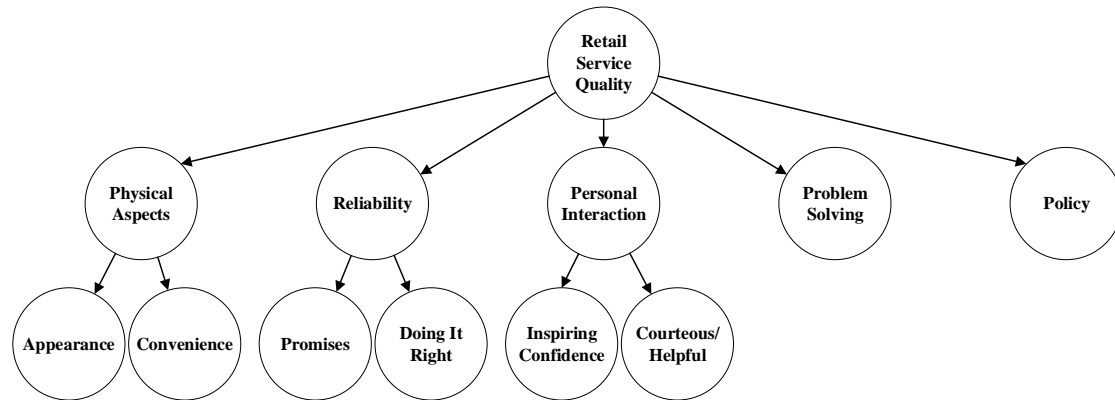 Retail
Service
Quality
Physical
Aspects
Reliability
Personal
Interaction
Problem
Solving
Policy
Appearance
Convenience
Promises
Doing It
Right
Inspiring
Confidence
Courteous/
Helpful